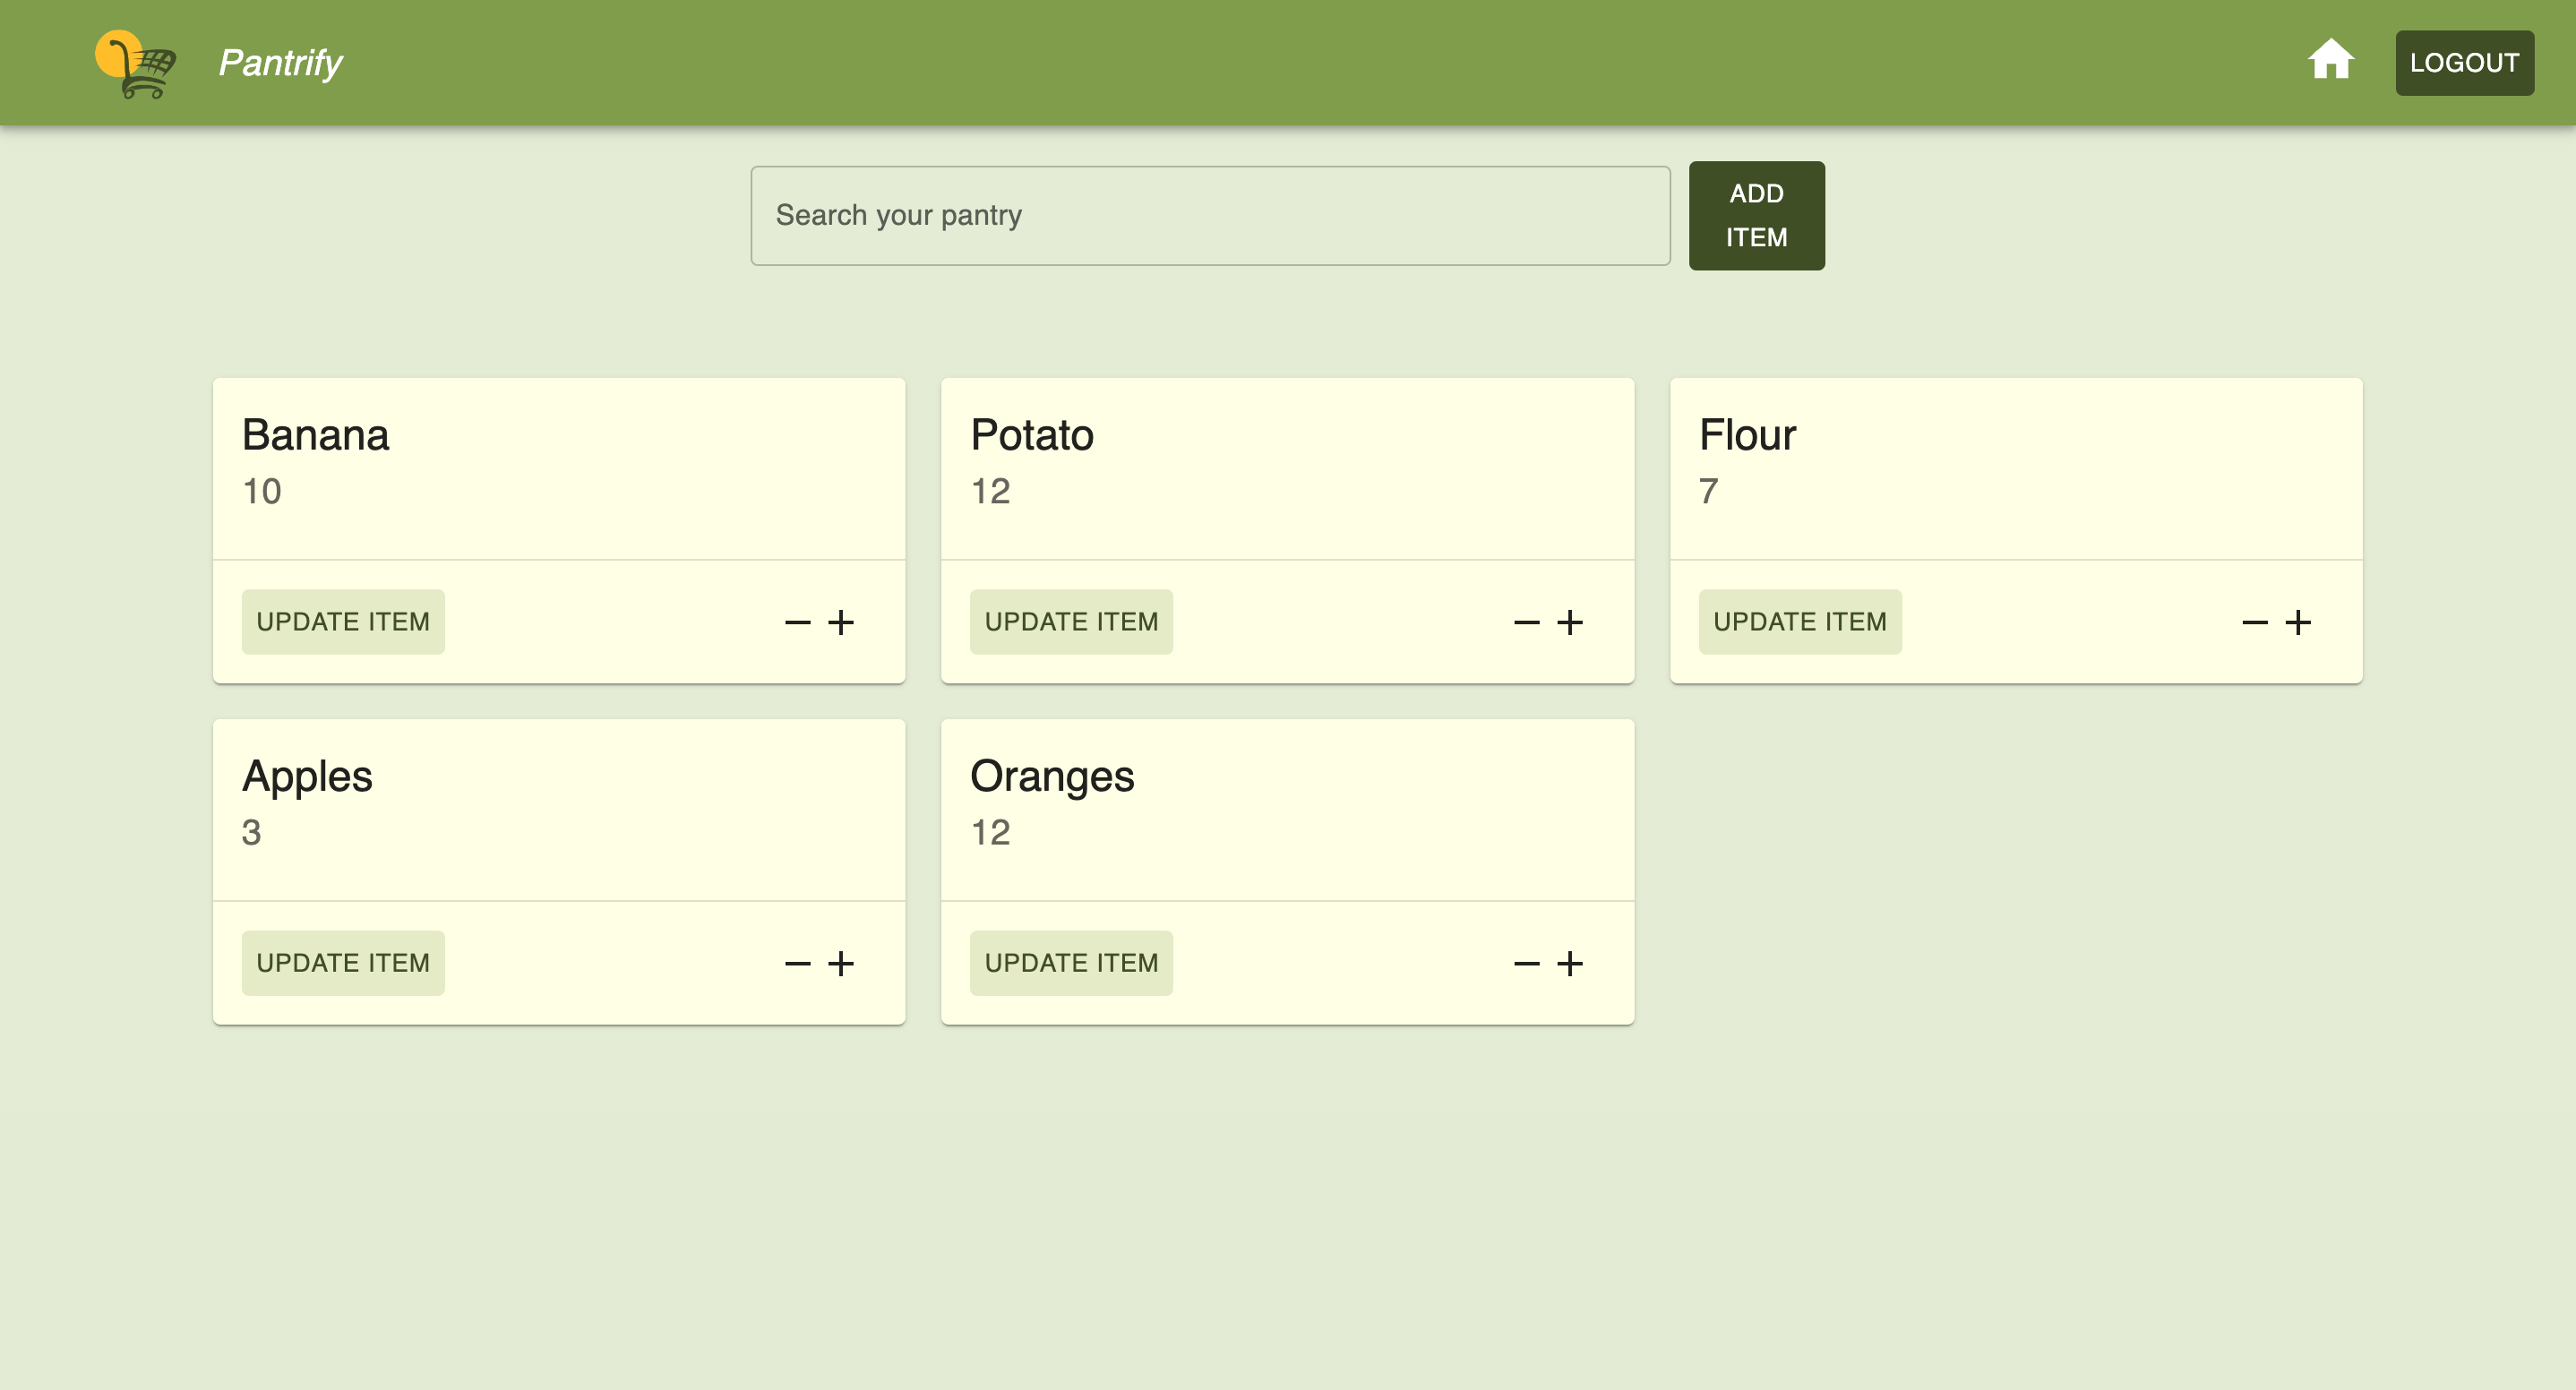 Pantrify
LOGOUT
Search your pantry
ADD
ITEM
Banana
10
UPDATE ITEM
Potato
12
UPDATE ITEM
Flour
7
UPDATE ITEM
Apples
3
UPDATE ITEM
Oranges
12
UPDATE ITEM